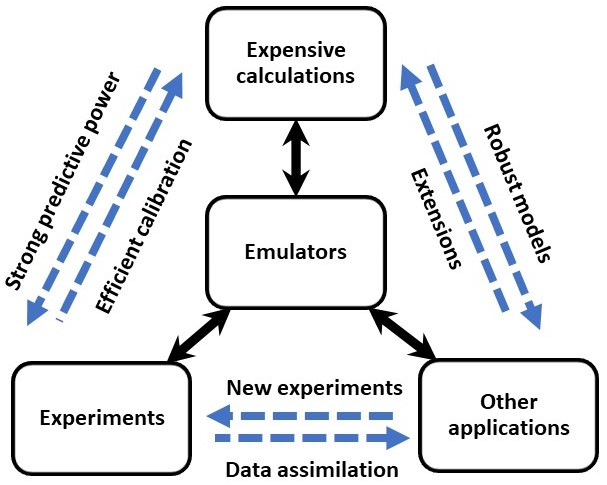 Expensive
calculations
Strong predictive power
Efficient calibration
Robust models
Extensions
Emulators
Experiments
New experiments
Data assimilation
Other
applications